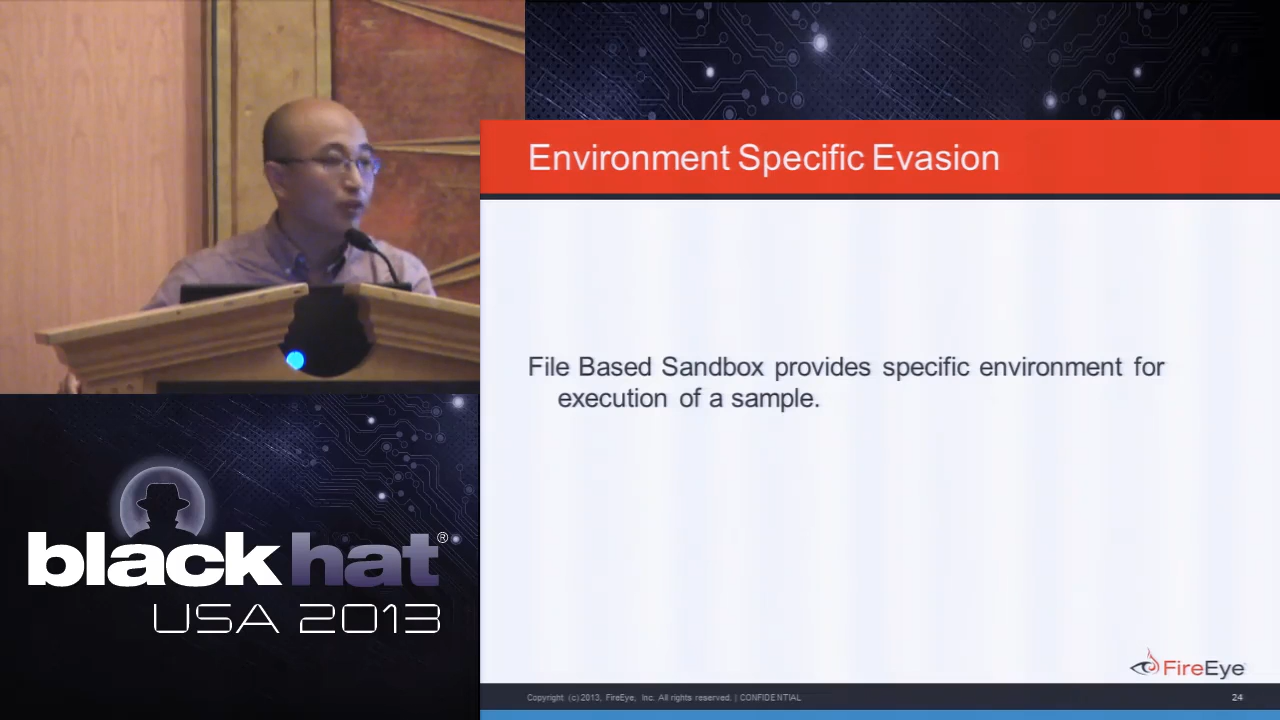 Environment Specific Evasion
File Based Sandbox provides specific environment for
execution of a sample.
FireEye
Copyright (c) 2013, FireEye, Inc. All rights reserved. | CONFIDENTIAL
24
black hat®
USA 2013